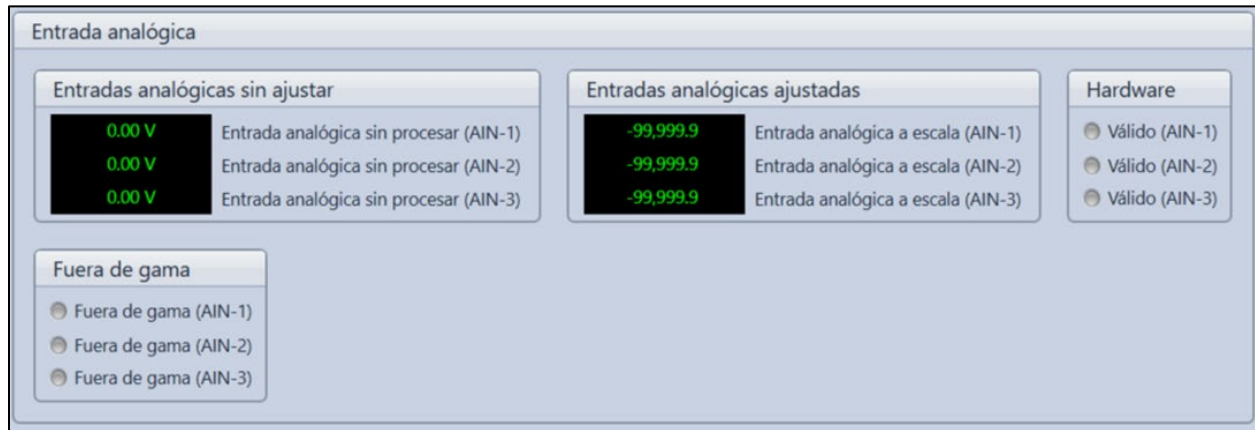 Entrada analógica
Entradas analógicas sin ajustar
0.00 V Entrada analógica sin procesar (AIN-1)
0.00 V Entrada analógica sin procesar (AIN-2)
0.00 V Entrada analógica sin procesar (AIN-3)
Entradas analógicas ajustadas
-99,999.9 Entrada analógica a escala (AIN-1)
-99,999.9 Entrada analógica a escala (AIN-2)
-99,999.9 Entrada analógica a escala (AIN-3)
Hardware
Válido (AIN-1)
Válido (AIN-2)
Válido (AIN-3)
Fuera de gama
Fuera de gama (AIN-1)
Fuera de gama (AIN-2)
Fuera de gama (AIN-3)